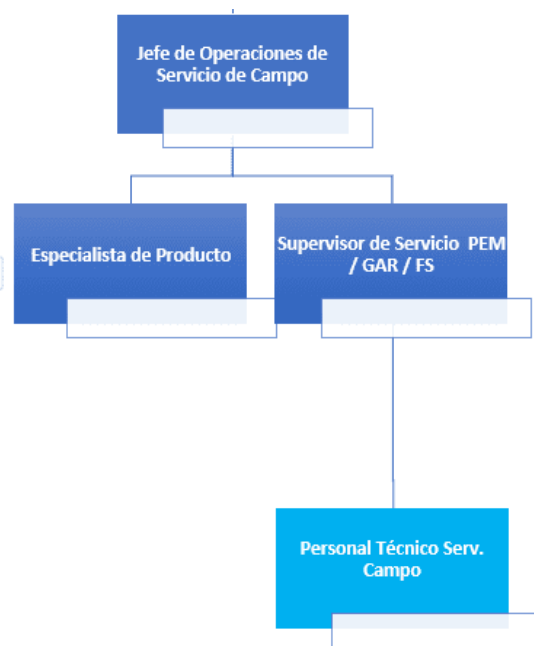 Jefe de Operaciones de
Servicio de Campo
Especialista de Producto
Supervisor de Servicio PEM
/ GAR / FS
Personal Técnico Serv.
Campo